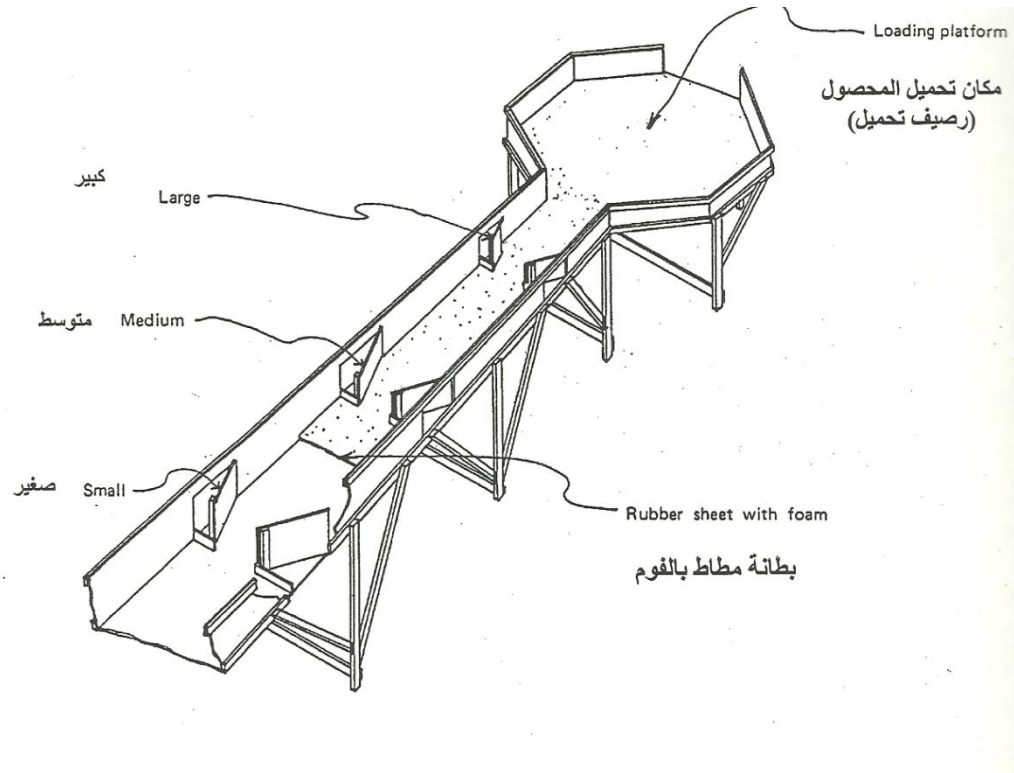 Loading platform
مكان تحميل المحصول
(رصيف تحميل)
كبير
Large
متوسط Medium
صغير Small
Rubber sheet with foam
بطانة مطاط بالفوم